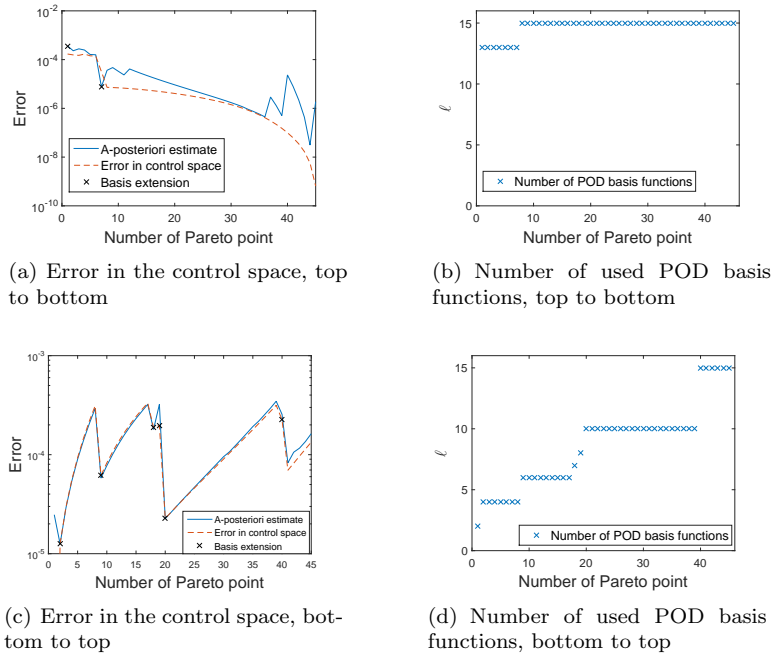 10^0
10^-2
10^-4
10^-6
10^-8
10^-10
Error
A-posteriori estimate
Error in control space
Basis extension
0 10 20 30 40
Number of Pareto point
15
10
5
0
ℓ
Number of POD basis functions
0 20 40
Number of Pareto point
(a) Error in the control space, top
to bottom
(b) Number of used POD basis
functions, top to bottom
10^-3
10^-4
10^-5
Error
A-posteriori estimate
Error in control space
Basis extension
0 5 10 15 20 25 30 35 40 45
Number of Pareto point
15
10
5
0
ℓ
Number of POD basis functions
0 20 40
Number of Pareto point
(c) Error in the control space, bot-
tom to top
(d) Number of used POD basis
functions, bottom to top